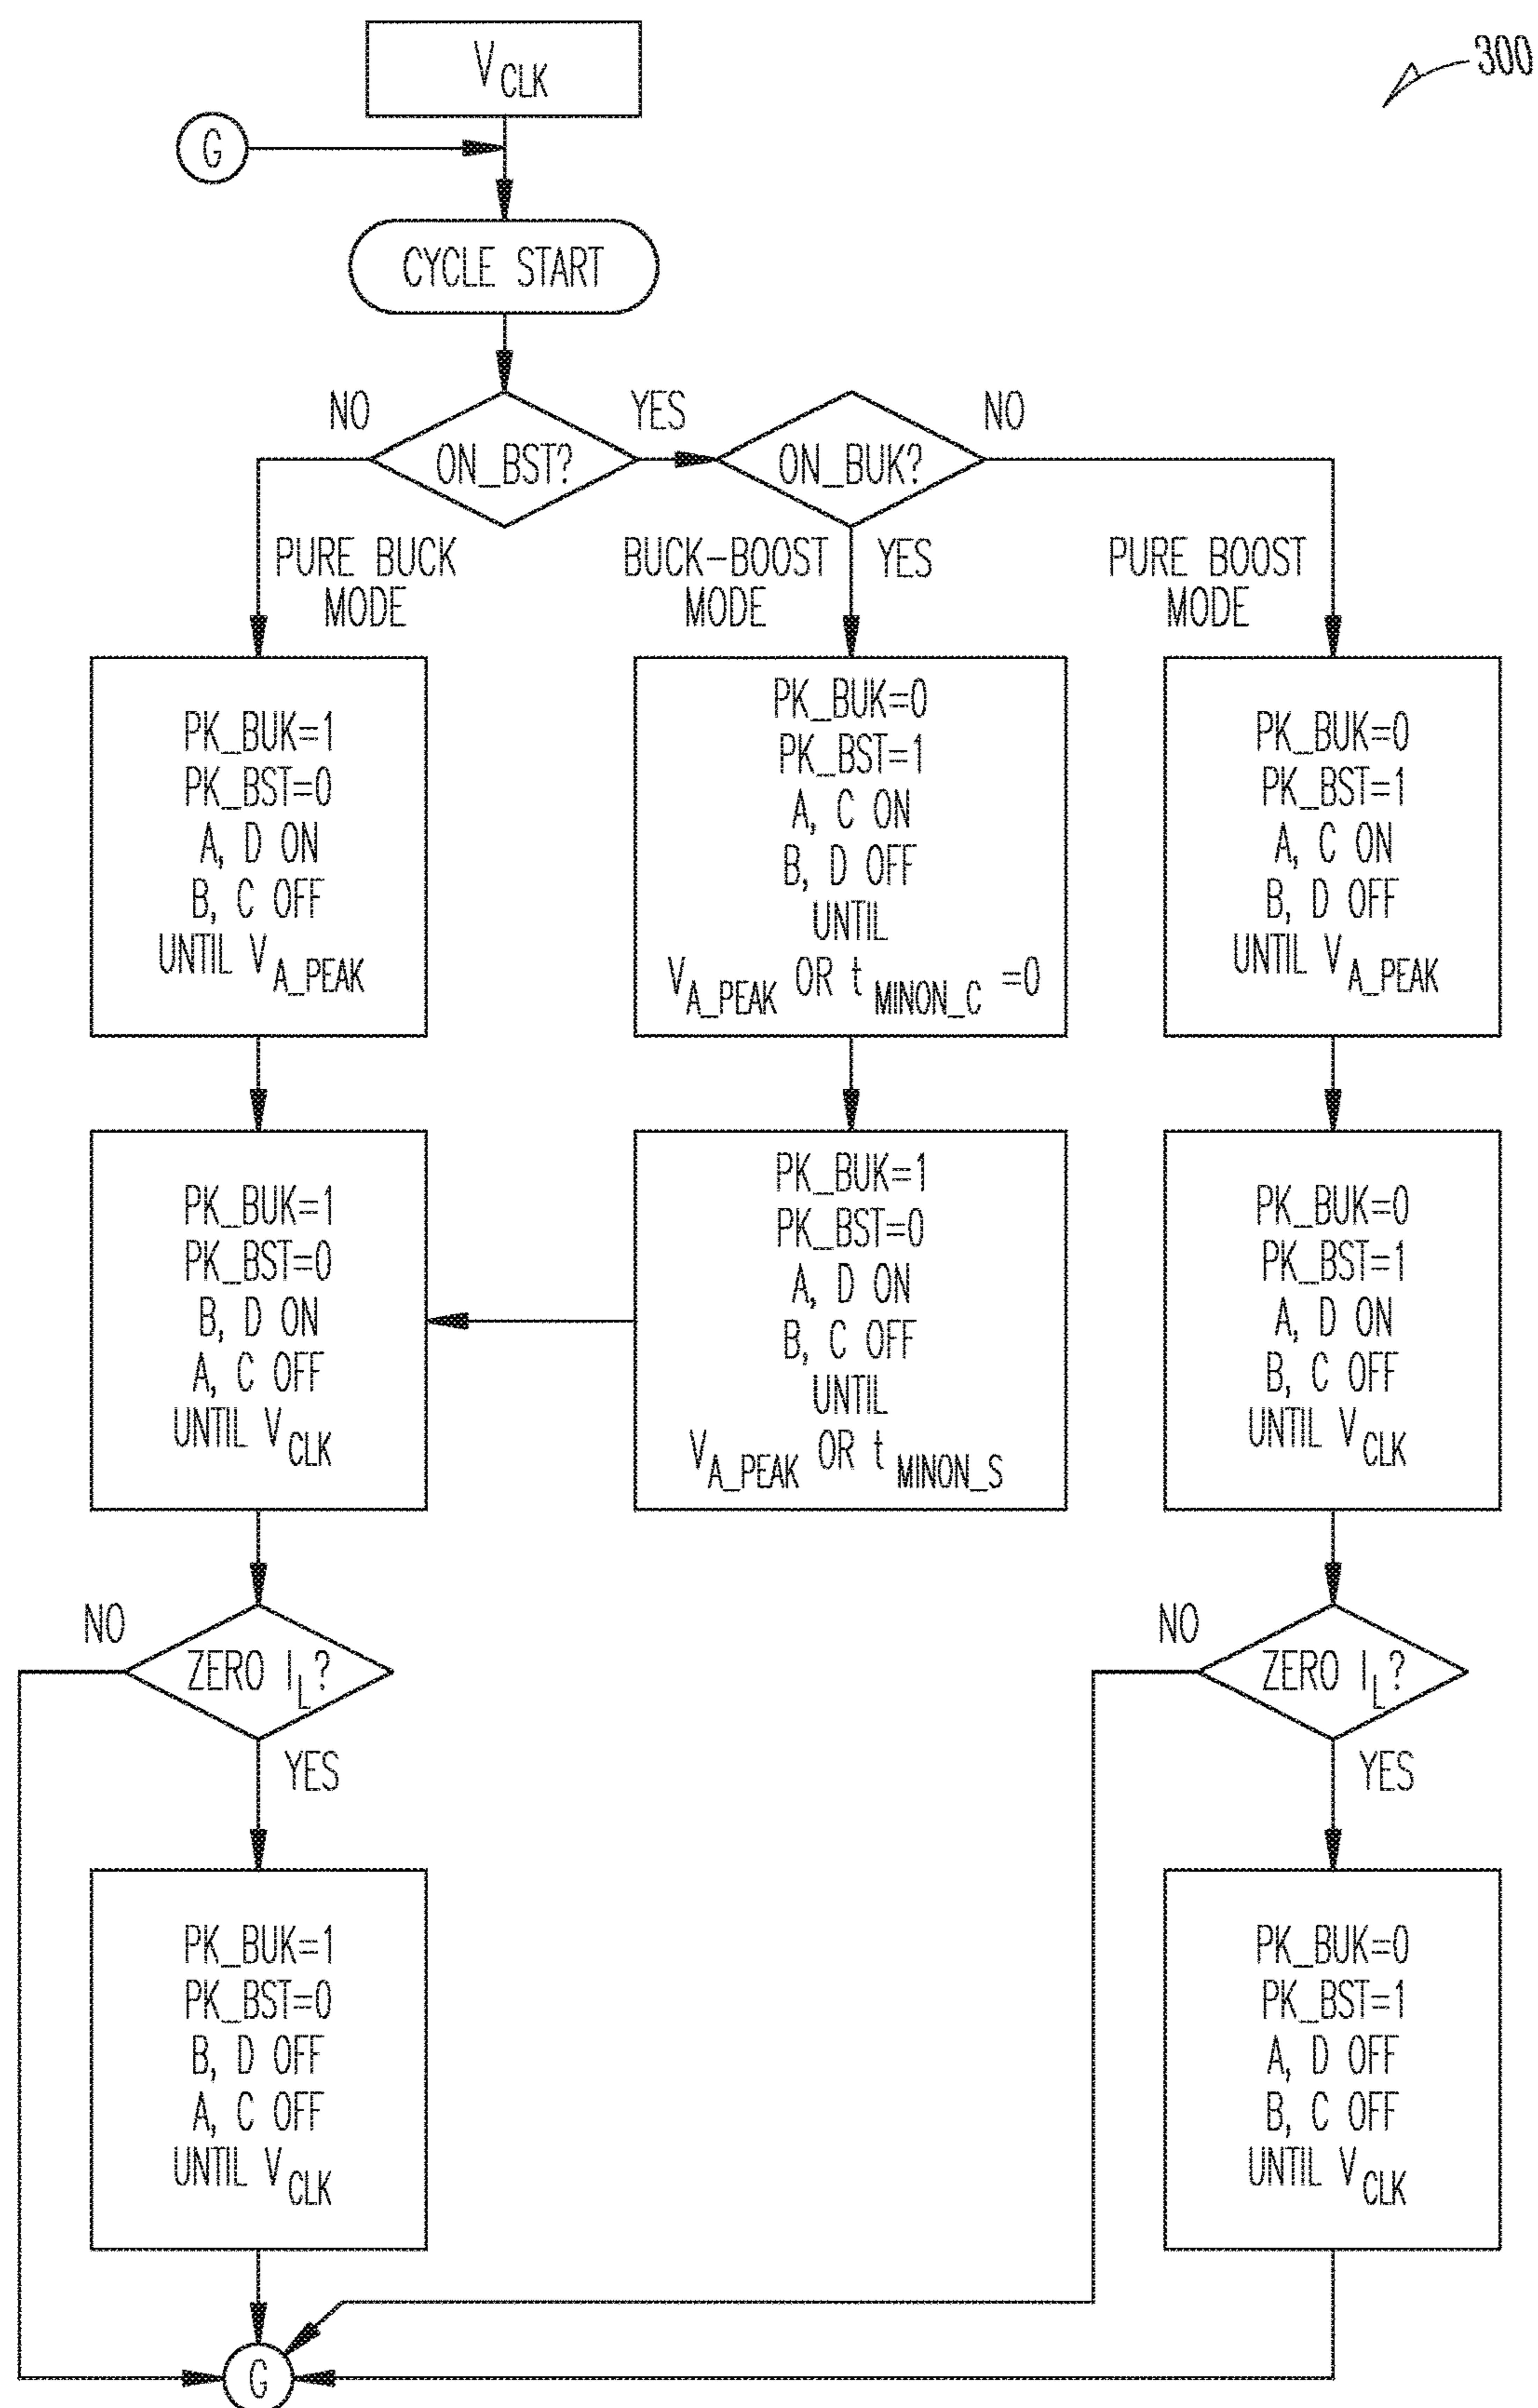 300
V_CLK
G
CYCLE START
NO
ON_BST?
YES
ON_BUK?
NO
PURE BUCK
MODE
BUCK-BOOST
MODE
YES
PURE BOOST
MODE
PK_BUK=1
PK_BST=0
A, D ON
B, C OFF
UNTIL V_A_PEAK
PK_BUK=0
PK_BST=1
A, C ON
B, D OFF
UNTIL
V_A_PEAK OR t_MINON_C =0
PK_BUK=0
PK_BST=1
A, C ON
B, D OFF
UNTIL V_A_PEAK
PK_BUK=1
PK_BST=0
B, D ON
A, C OFF
UNTIL V_CLK
PK_BUK=1
PK_BST=0
A, D ON
B, C OFF
UNTIL
V_A_PEAK OR t_MINON_S
PK_BUK=0
PK_BST=1
A, D ON
B, C OFF
UNTIL V_CLK
NO
ZERO I_L?
YES
NO
ZERO I_L?
YES
PK_BUK=1
PK_BST=0
B, D OFF
A, C OFF
UNTIL V_CLK
PK_BUK=0
PK_BST=1
A, D OFF
B, C OFF
UNTIL V_CLK
G